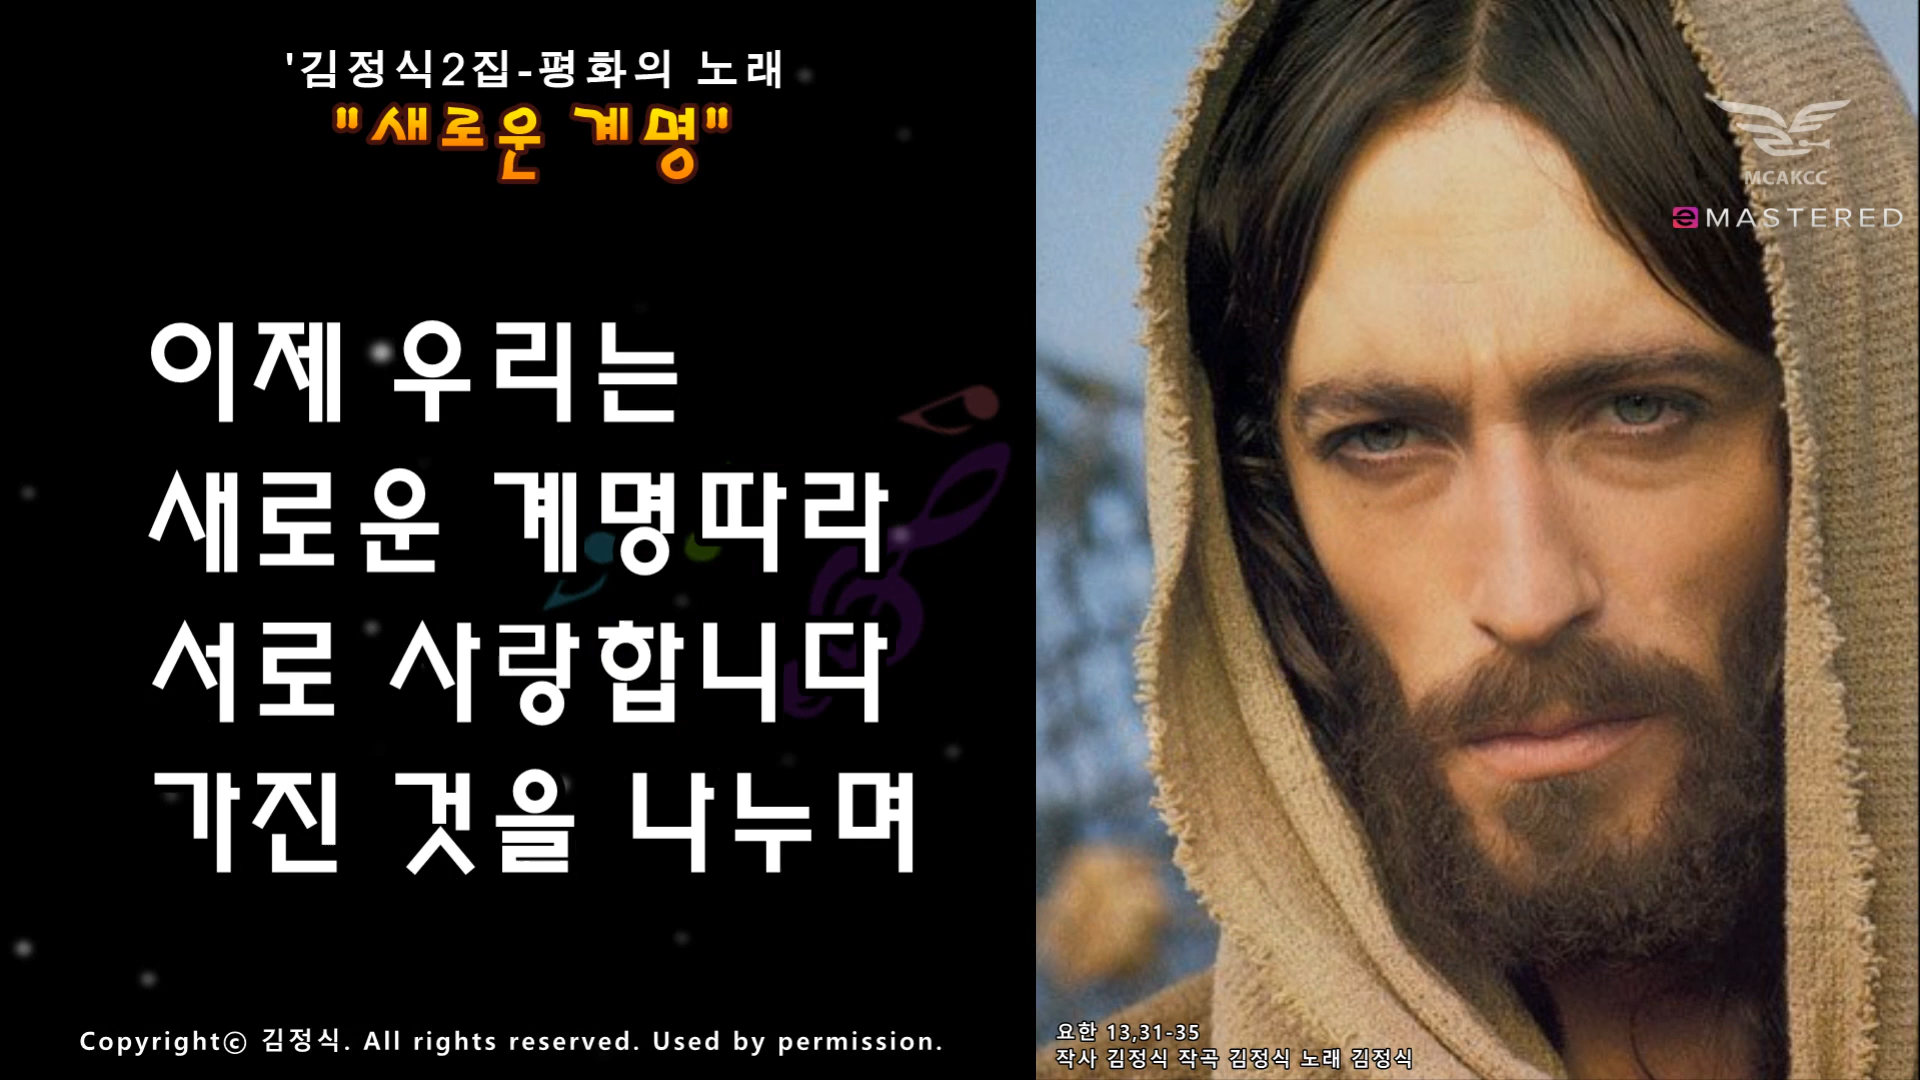 '김정식2집-평화의 노래
"새로운 계명"
이제 우리는
새로운 계명따라
서로 사랑합니다
가진 것을 나누며
Copyright© 김정식. All rights reserved. Used by permission.
MCAKCC
e MASTERED
요한 13,31-35
작사 김정식 작곡 김정식 노래 김정식